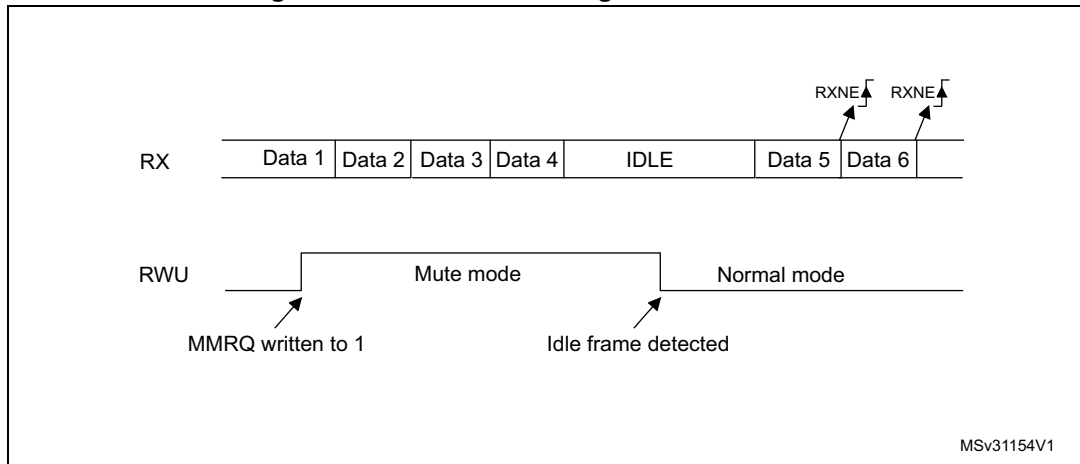 RXNE RXNE
RX Data 1 Data 2 Data 3 Data 4 IDLE Data 5 Data 6
RWU Mute mode Normal mode
MMRQ written to 1 Idle frame detected
MSv31154V1